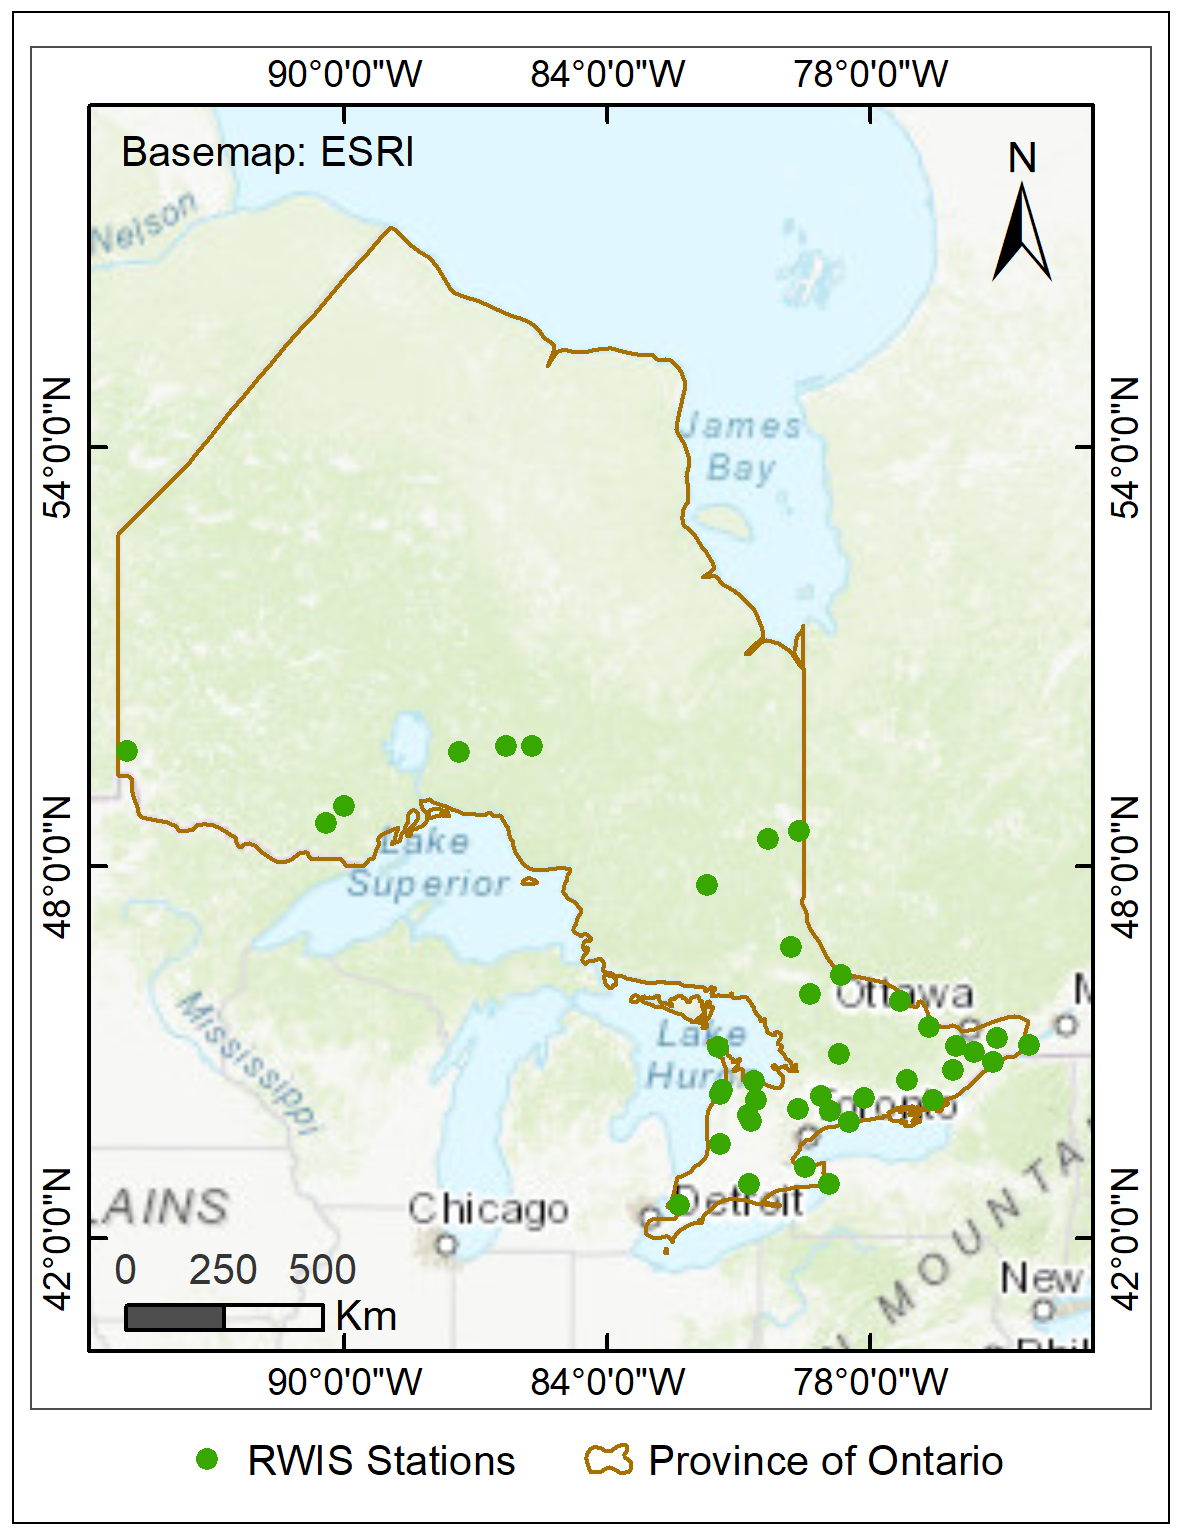 90°0'0"W 84°0'0"W 78°0'0"W
Basemap: ESRI
N
Nelson
54°0'0"N
54°0'0"N
James
Bay
48°0'0"N
48°0'0"N
Lake
Superior
Mississippi
Ottawa
M
Lake
Huron
Toronto
42°0'0"N
42°0'0"N
LAINS
Chicago
Detroit
N MOUNTA
New
Phil
0 250 500
Km
90°0'0"W 84°0'0"W 78°0'0"W
RWIS Stations
Province of Ontario